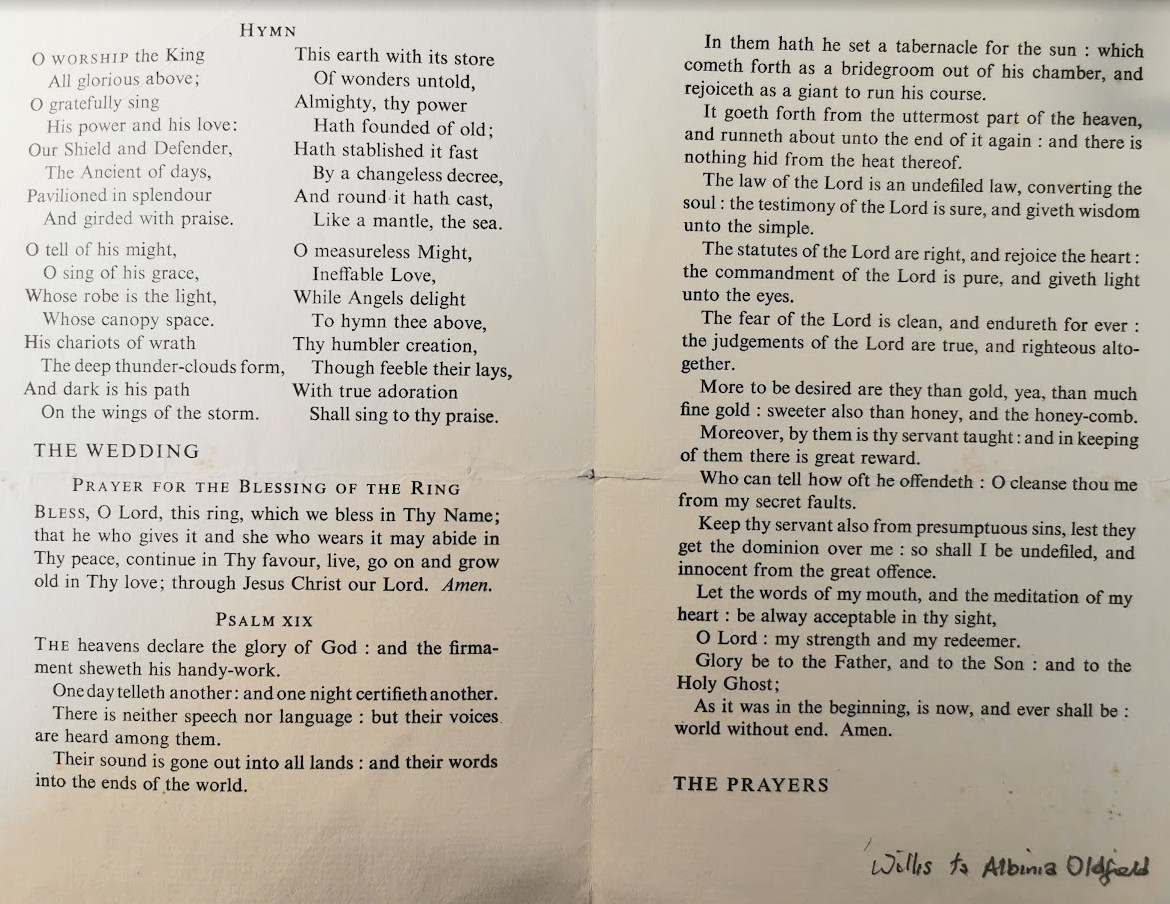 HYMN
O WORSHIP the King
All glorious above;
O gratefully sing
His power and his love:
Our Shield and Defender,
The Ancient of days,
Pavilioned in splendour
And girded with praise.
O tell of his might,
O sing of his grace,
Whose robe is the light,
Whose canopy space.
His chariots of wrath
The deep thunder-clouds form,
And dark is his path
On the wings of the storm.
This earth with its store
Of wonders untold,
Almighty, thy power
Hath founded of old;
Hath stablished it fast
By a changeless decree,
And round it hath cast,
Like a mantle, the sea.
O measureless Might,
Ineffable Love,
While Angels delight
To hymn thee above,
Thy humbler creation,
Though feeble their lays,
With true adoration
Shall sing to thy praise.
THE WEDDING
PRAYER FOR THE BLESSING OF THE RING
BLESS, O Lord, this ring, which we bless in Thy Name;
that he who gives it and she who wears it may abide in
Thy peace, continue in Thy favour, live, go on and grow
old in Thy love; through Jesus Christ our Lord. Amen.
PSALM XIX
THE heavens declare the glory of God : and the firma-
ment sheweth his handy-work.
One day telleth another : and one night certifieth another.
There is neither speech nor language : but their voices
are heard among them.
Their sound is gone out into all lands : and their words
into the ends of the world.
In them hath he set a tabernacle for the sun : which
cometh forth as a bridegroom out of his chamber, and
rejoiceth as a giant to run his course.
It goeth forth from the uttermost part of the heaven,
and runneth about unto the end of it again : and there is
nothing hid from the heat thereof.
The law of the Lord is an undefiled law, converting the
soul : the testimony of the Lord is sure, and giveth wisdom
unto the simple.
The statutes of the Lord are right, and rejoice the heart :
the commandment of the Lord is pure, and giveth light
unto the eyes.
The fear of the Lord is clean, and endureth for ever :
the judgements of the Lord are true, and righteous alto-
gether.
More to be desired are they than gold, yea, than much
fine gold : sweeter also than honey, and the honey-comb.
Moreover, by them is thy servant taught : and in keeping
of them there is great reward.
Who can tell how oft he offendeth : O cleanse thou me
from my secret faults.
Keep thy servant also from presumptuous sins, lest they
get the dominion over me : so shall I be undefiled, and
innocent from the great offence.
Let the words of my mouth, and the meditation of my
heart : be alway acceptable in thy sight,
O Lord : my strength and my redeemer.
Glory be to the Father, and to the Son : and to the
Holy Ghost;
As it was in the beginning, is now, and ever shall be :
world without end. Amen.
THE PRAYERS
Willis to Albinia Oldfield